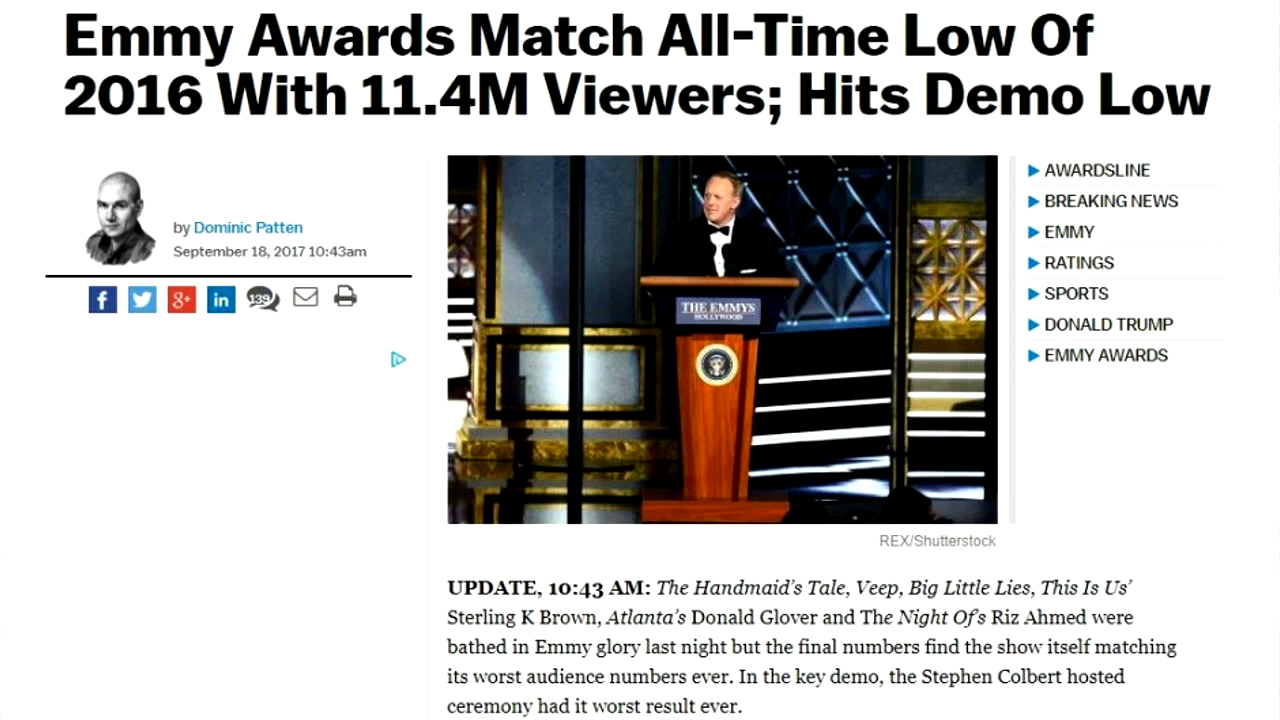 Emmy Awards Match All-Time Low Of
2016 With 11.4M Viewers; Hits Demo Low
by Dominic Patten
September 18, 2017 10:43am
f
8+
in
139
THE EMMYS
HOLLYWOOD
REX/Shutterstock
AWARDSLINE
BREAKING NEWS
EMMY
RATINGS
SPORTS
DONALD TRUMP
EMMY AWARDS
UPDATE, 10:43 AM: The Handmaid's Tale, Veep, Big Little Lies, This Is Us'
Sterling K Brown, Atlanta's Donald Glover and The Night Of's Riz Ahmed were
bathed in Emmy glory last night but the final numbers find the show itself matching
its worst audience numbers ever. In the key demo, the Stephen Colbert hosted
ceremony had it worst result ever.